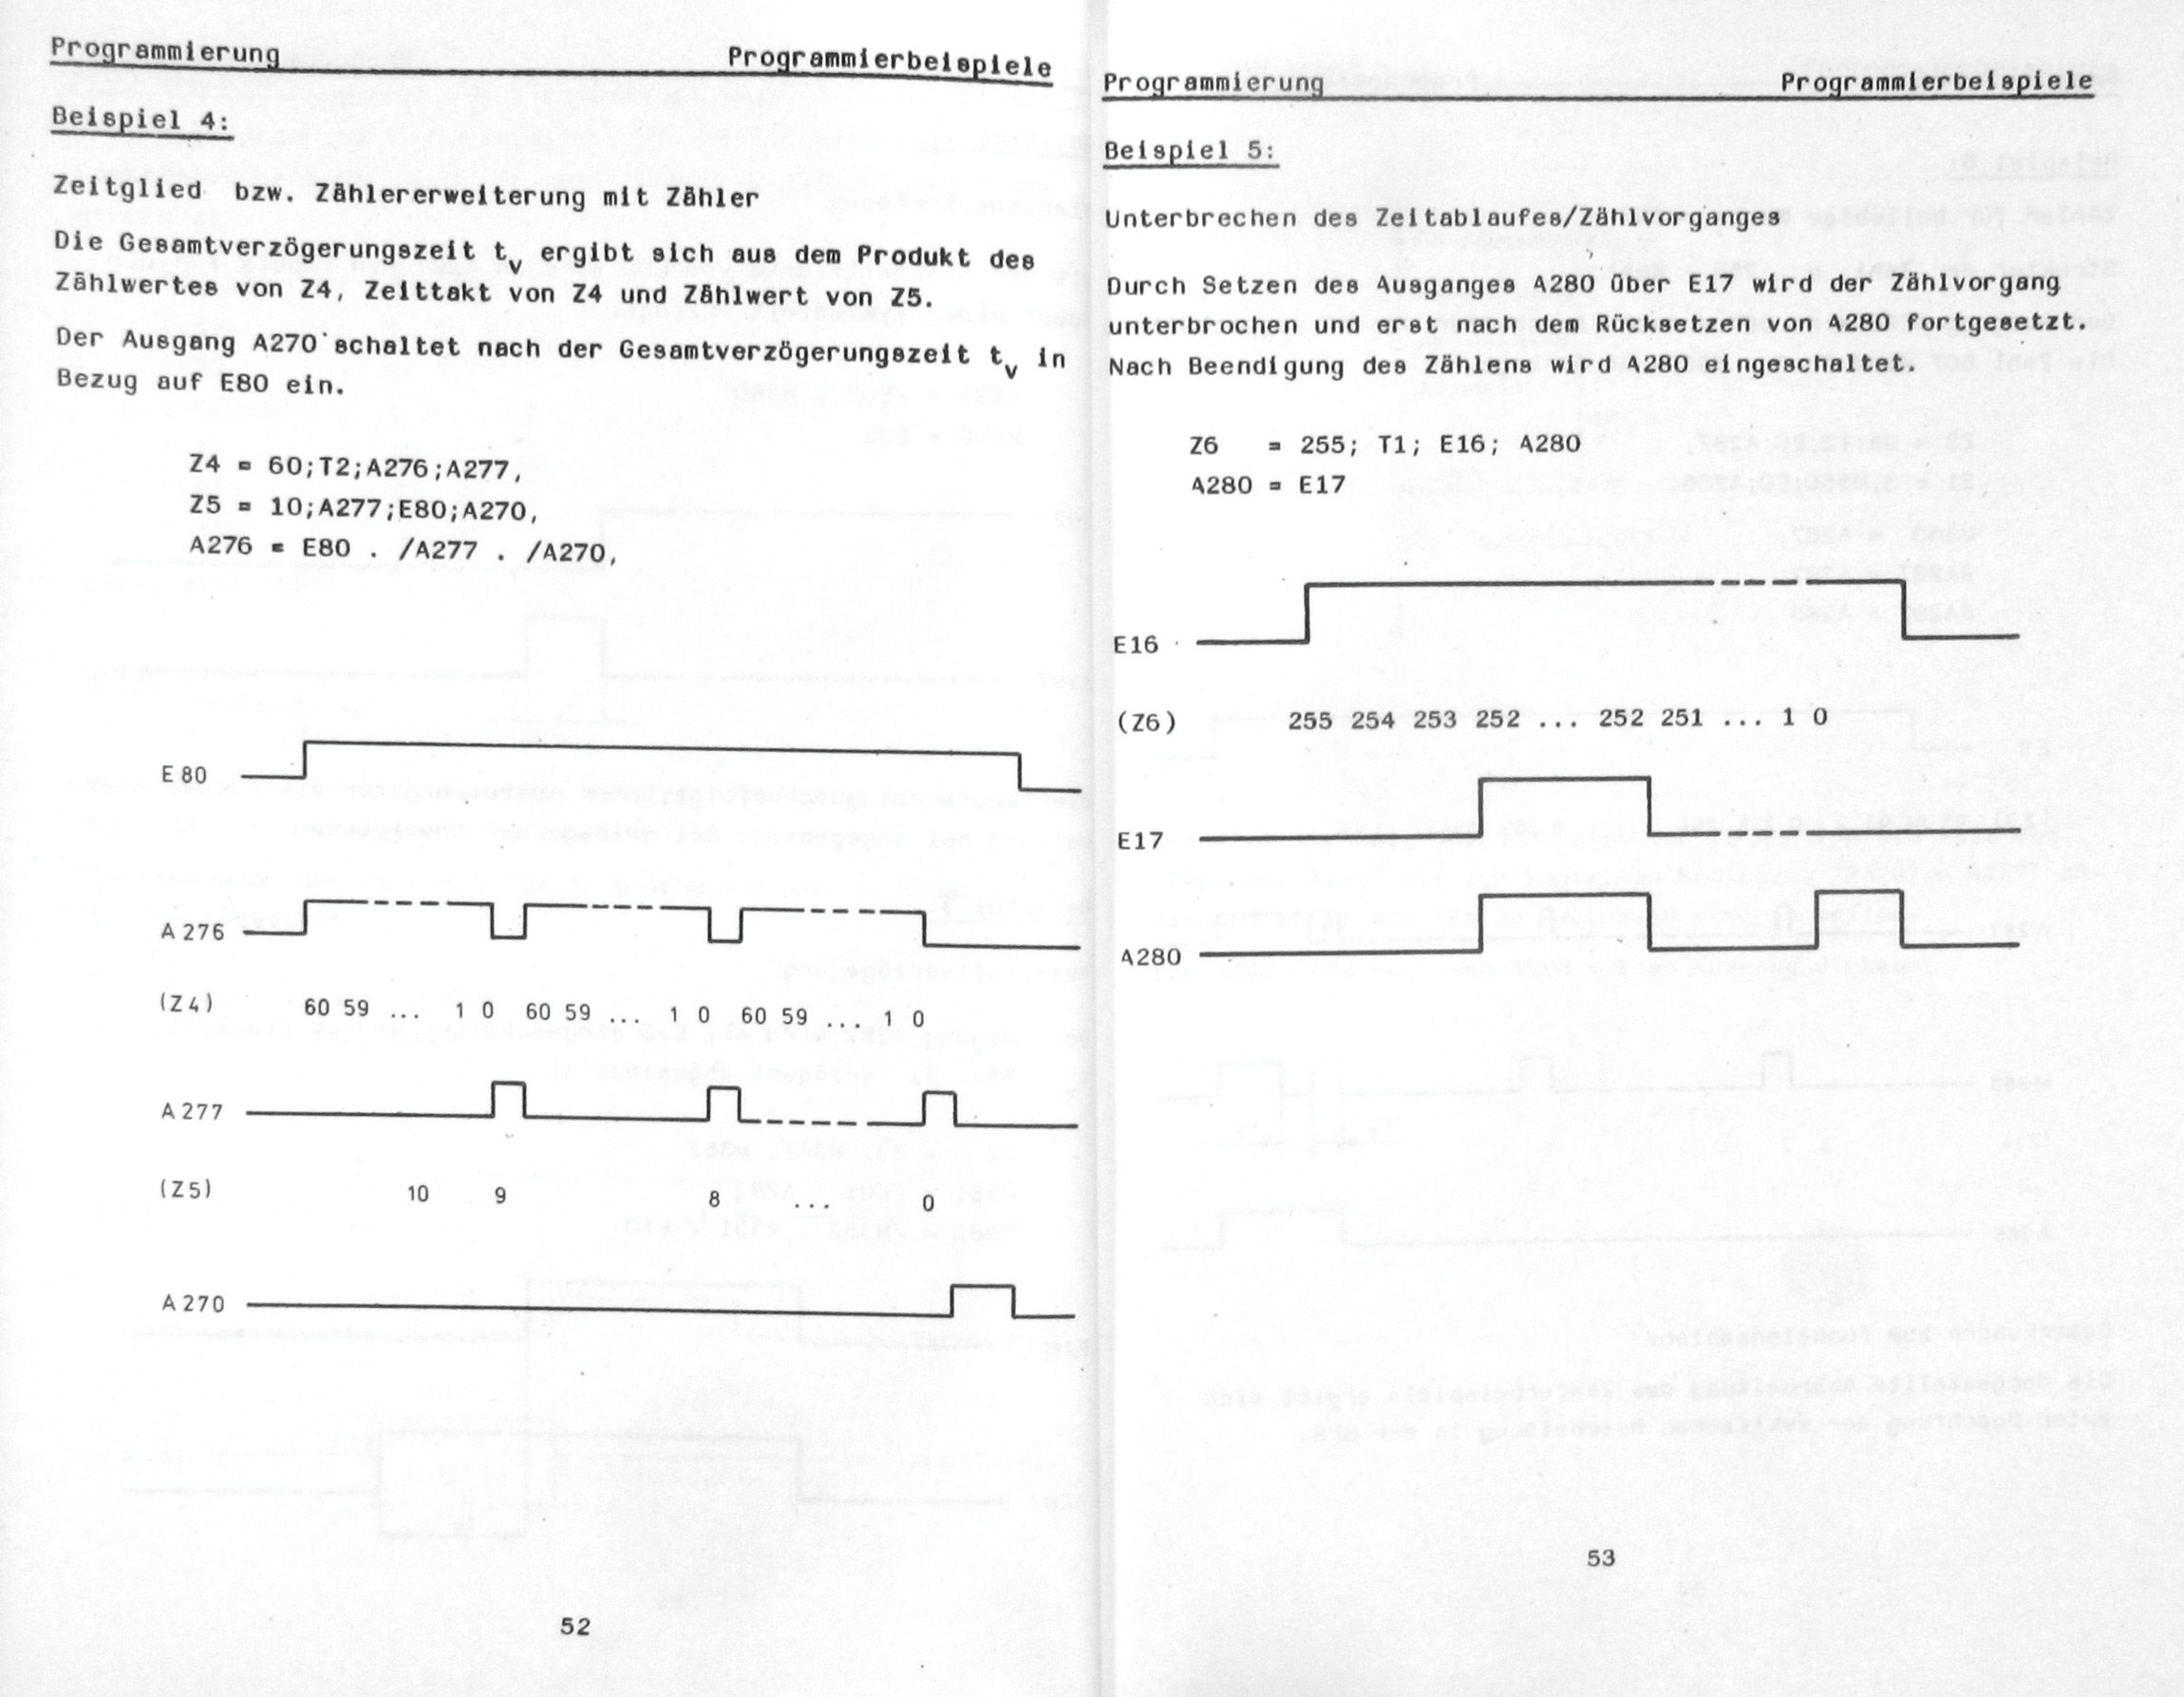 Programmierung Programmierbeispiele
Beispiel 4:
Zeitglied bzw. Zählererweiterung mit Zähler
Die Gesamtverzögerungszeit tv ergibt sich aus dem Produkt des
Zählwertes von Z4, Zeittakt von Z4 und Zählwert von Z5.
Der Ausgang A270 schaltet nach der Gesamtverzögerungszeit tv in
Bezug auf E80 ein.
Z4 = 60;T2;A276;A277,
Z5 = 10;A277;E80;A270,
A276 = E80 . /A277 . /A270,
E 80
A 276
(Z4) 60 59 ... 1 0 60 59 ... 1 0 60 59 ... 1 0
A 277
(Z5) 10 9 8 ... 0
A 270
52
Programmierung Programmierbeispiele
Beispiel 5:
Unterbrechen des Zeitablaufes/Zählvorganges
Durch Setzen des Ausganges A280 über E17 wird der Zählvorgang
unterbrochen und erst nach dem Rücksetzen von A280 fortgesetzt.
Nach Beendigung des Zählens wird A280 eingeschaltet.
Z6 = 255; T1; E16; A280
A280 = E17
E16
(Z6) 255 254 253 252 ... 252 251 ... 1 0
E17
A280
53